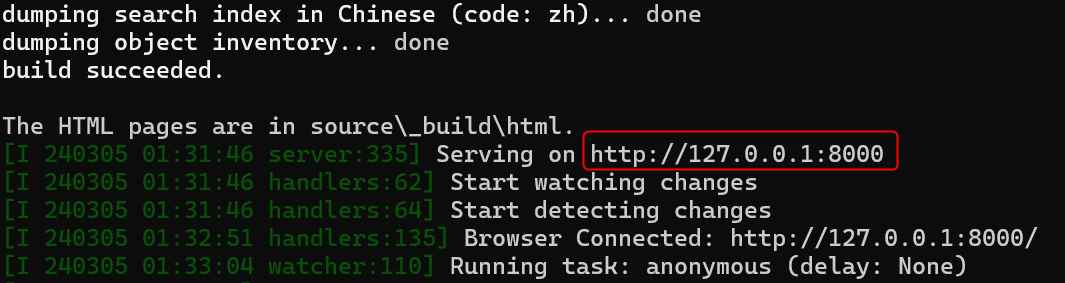 dumping search index in Chinese (code: zh)... done
dumping object inventory... done
build succeeded.
The HTML pages are in source\_build\html.
[I 240305 01:31:46 server:335] Serving on http://127.0.0.1:8000
[I 240305 01:31:46 handlers:62] Start watching changes
[I 240305 01:31:46 handlers:64] Start detecting changes
[I 240305 01:32:51 handlers:135] Browser Connected: http://127.0.0.1:8000/
[I 240305 01:33:04 watcher:110] Running task: anonymous (delay: None)